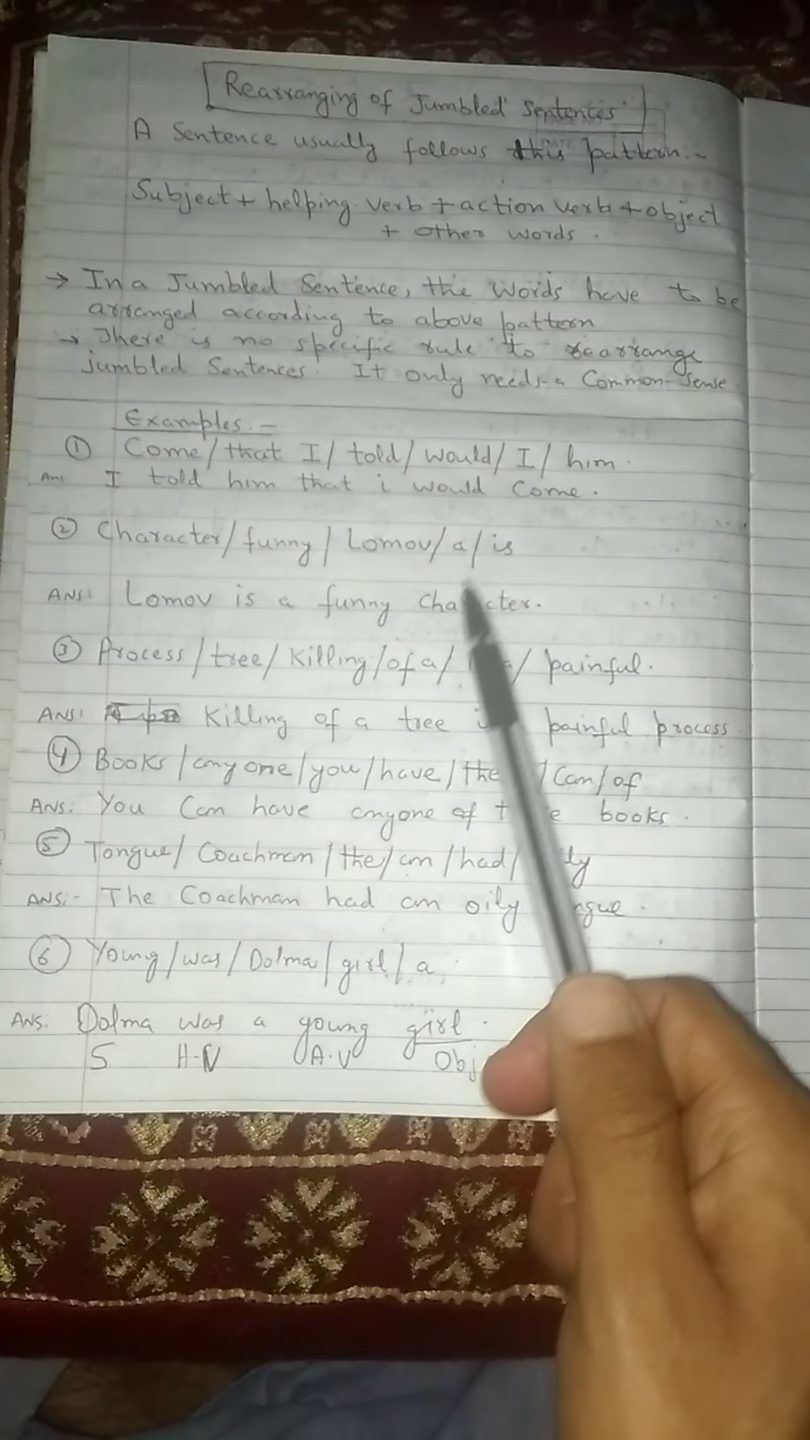 Rearranging of Jumbled Sentences
A Sentence usually follows this pattern.-
Subject + helping verb + action verb + object
+ other words.
→ In a Jumbled Sentence, the words have to be
arranged according to above pattern
→ There is no specific rule to rearrange
jumbled Sentences. It only needs a Common-Sense
Examples.-
① Come/that I/told/would/I/him.
Ans I told him that i would Come.
② Character/funny/Lomov/a/is
ANS: Lomov is a funny
③ Process/tree/Killing/of a/ / painful.
ANS: Killing of a tree painful process
④ Books/anyone/you/have/ /Can/of
ANS: You Can have anyone of books.
⑤ Tongue/Coachman/the/an/had/
ANS:- The Coachman had an oily
⑥ Young/was/Dolma/girl/a
ANS. Dolma was a young girl.
S H.V A.V Obj